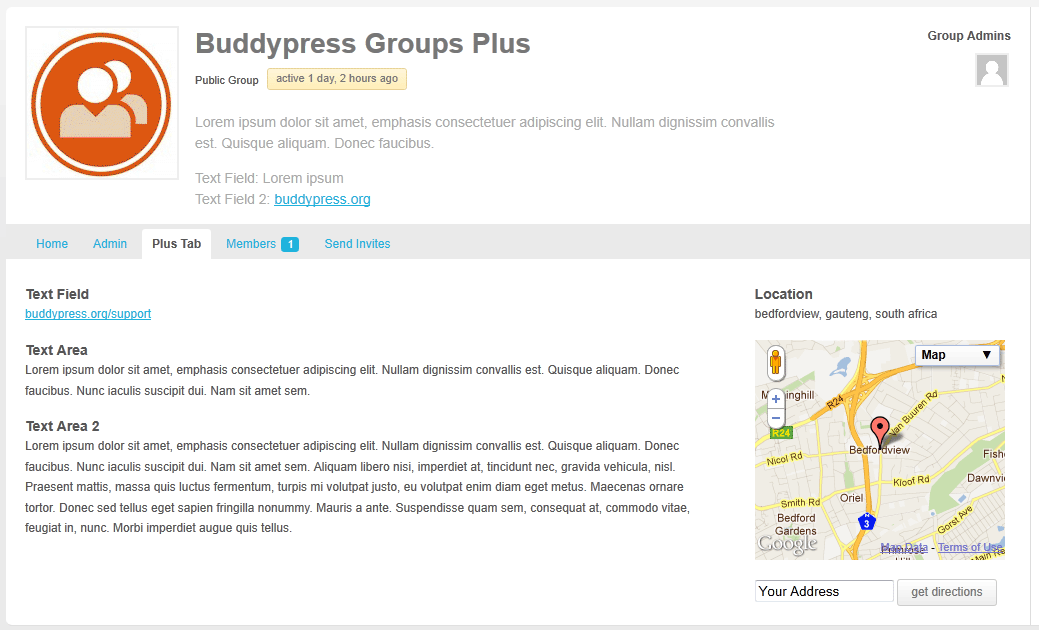 Buddypress Groups Plus
Public Group active 1 day, 2 hours ago
Lorem ipsum dolor sit amet, emphasis consectetuer adipiscing elit. Nullam dignissim convallis
est. Quisque aliquam. Donec faucibus.
Text Field: Lorem ipsum
Text Field 2: buddypress.org
Group Admins
Home Admin Plus Tab Members 1 Send Invites
Text Field
buddypress.org/support
Text Area
Lorem ipsum dolor sit amet, emphasis consectetuer adipiscing elit. Nullam dignissim convallis est. Quisque aliquam. Donec
faucibus. Nunc iaculis suscipit dui. Nam sit amet sem.
Text Area 2
Lorem ipsum dolor sit amet, emphasis consectetuer adipiscing elit. Nullam dignissim convallis est. Quisque aliquam. Donec
faucibus. Nunc iaculis suscipit dui. Nam sit amet sem. Aliquam libero nisi, imperdiet at, tincidunt nec, gravida vehicula, nisl.
Praesent mattis, massa quis luctus fermentum, turpis mi volutpat justo, eu volutpat enim diam eget metus. Maecenas ornare
tortor. Donec sed tellus eget sapien fringilla nonummy. Mauris a ante. Suspendisse quam sem, consequat at, commodo vitae,
feugiat in, nunc. Morbi imperdiet augue quis tellus.
Location
bedfordview, gauteng, south africa
Map ▼
R24
Van Buuren Rd
+
−
R24
Bedfordview
Nicol Rd
Kloof Rd
Oriel
Smith Rd
Bedford
Gardens
N
3
Gorst Ave
Google
Map Data - Terms of Use
Primrose
Main Re
Your Address get directions